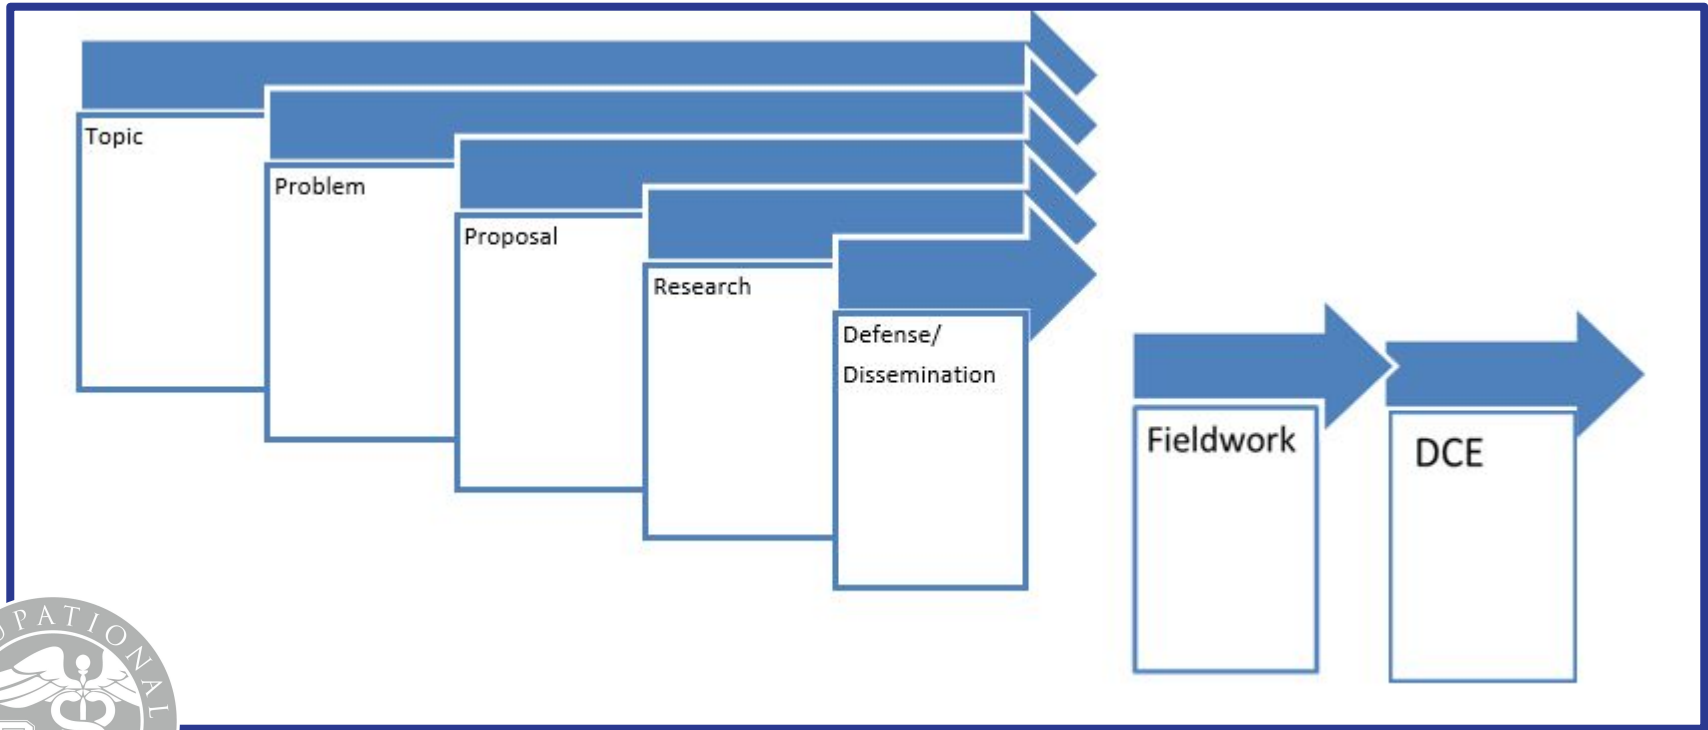 Topic
Problem
Proposal
Research
Defense/
Dissemination
Fieldwork
DCE